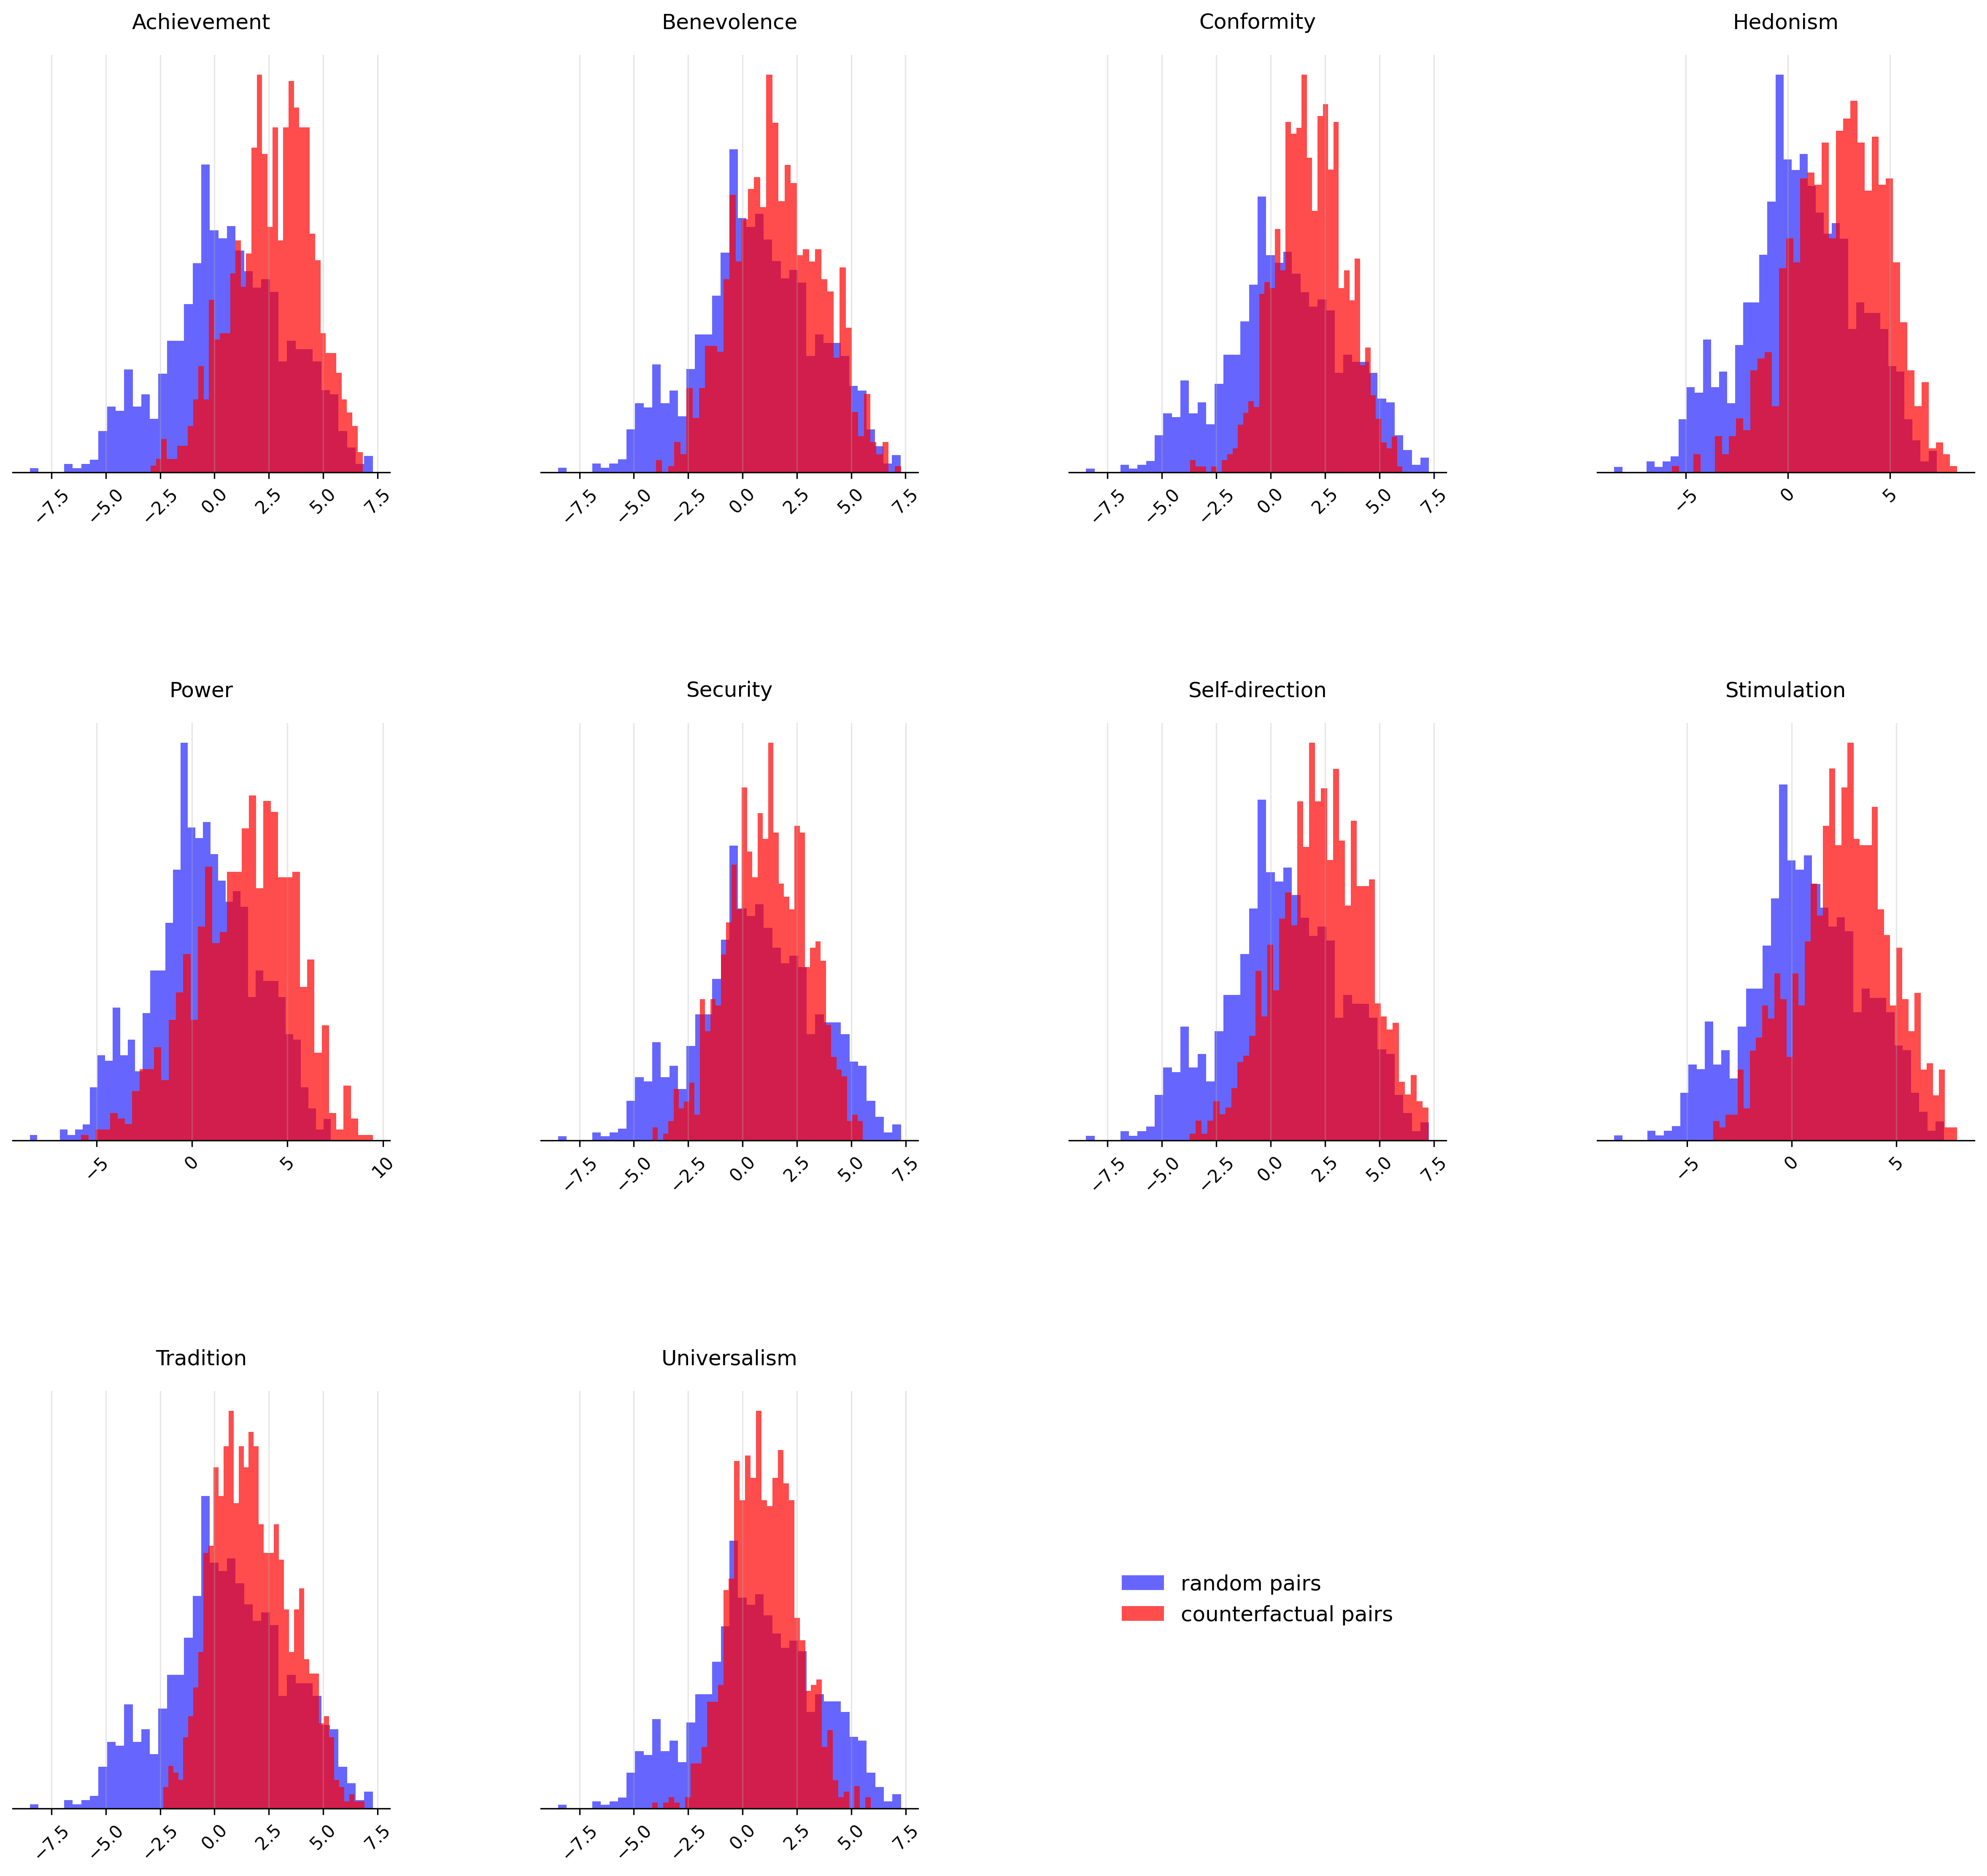 Achievement Benevolence Conformity Hedonism
−7.5 −5.0 −2.5 0.0 2.5 5.0 7.5 −7.5 −5.0 −2.5 0.0 2.5 5.0 7.5 −7.5 −5.0 −2.5 0.0 2.5 5.0 7.5 −5 0 5
Power Security Self-direction Stimulation
−5 0 5 10 −7.5 −5.0 −2.5 0.0 2.5 5.0 7.5 −7.5 −5.0 −2.5 0.0 2.5 5.0 7.5 −5 0 5
Tradition Universalism
random pairs
counterfactual pairs
−7.5 −5.0 −2.5 0.0 2.5 5.0 7.5 −7.5 −5.0 −2.5 0.0 2.5 5.0 7.5